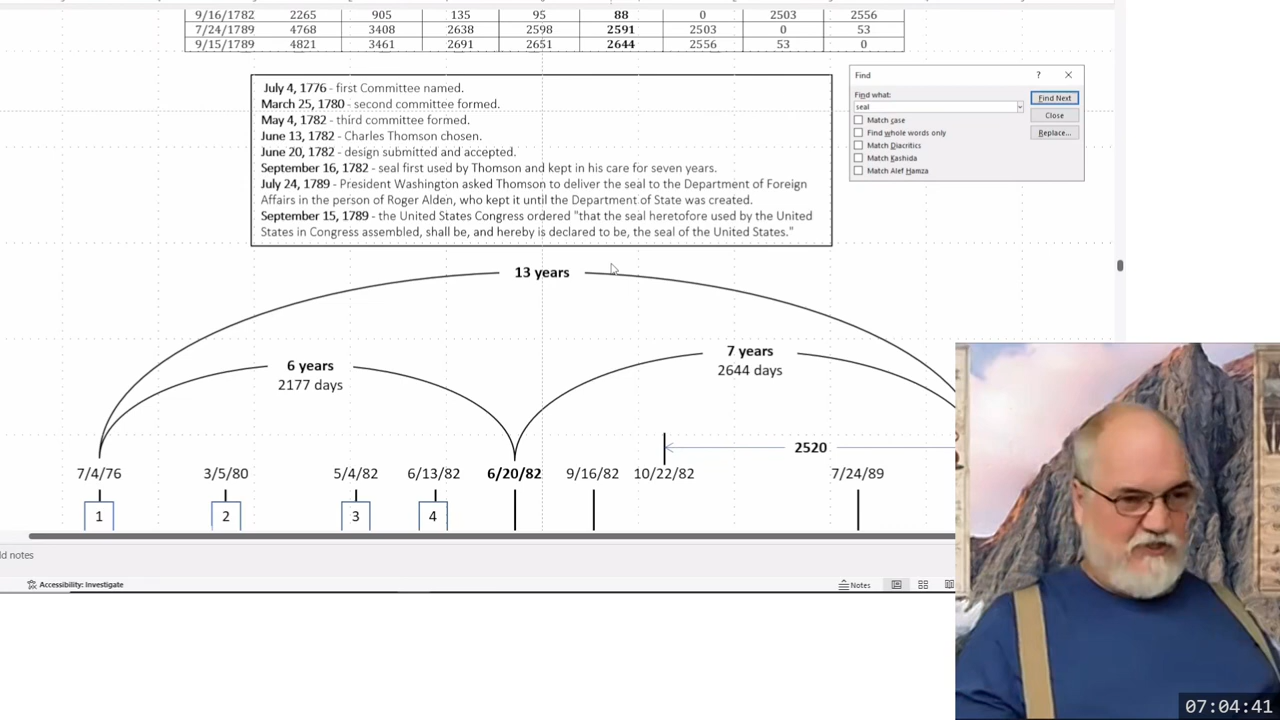 9/16/1782 2265 905 135 95 88 0 2503 2556
7/24/1789 4768 3408 2638 2598 2591 2503 0 53
9/15/1789 4821 3461 2691 2651 2644 2556 53 0
July 4, 1776 - first Committee named.
March 25, 1780 - second committee formed.
May 4, 1782 - third committee formed.
June 13, 1782 - Charles Thomson chosen.
June 20, 1782 - design submitted and accepted.
September 16, 1782 - seal first used by Thomson and kept in his care for seven years.
July 24, 1789 - President Washington asked Thomson to deliver the seal to the Department of Foreign
Affairs in the person of Roger Alden, who kept it until the Department of State was created.
September 15, 1789 - the United States Congress ordered "that the seal heretofore used by the United
States in Congress assembled, shall be, and hereby is declared to be, the seal of the United States."
Find ?
Find what:
seal
Find Next
Close
Replace...
Match case
Find whole words only
Match Diacritics
Match Kashida
Match Alef Hamza
13 years
6 years
2177 days
7 years
2644 days
2520
7/4/76 3/5/80 5/4/82 6/13/82 6/20/82 9/16/82 10/22/82 7/24/89
1 2 3 4
ld notes
Accessibility: Investigate
Notes
07:04:41